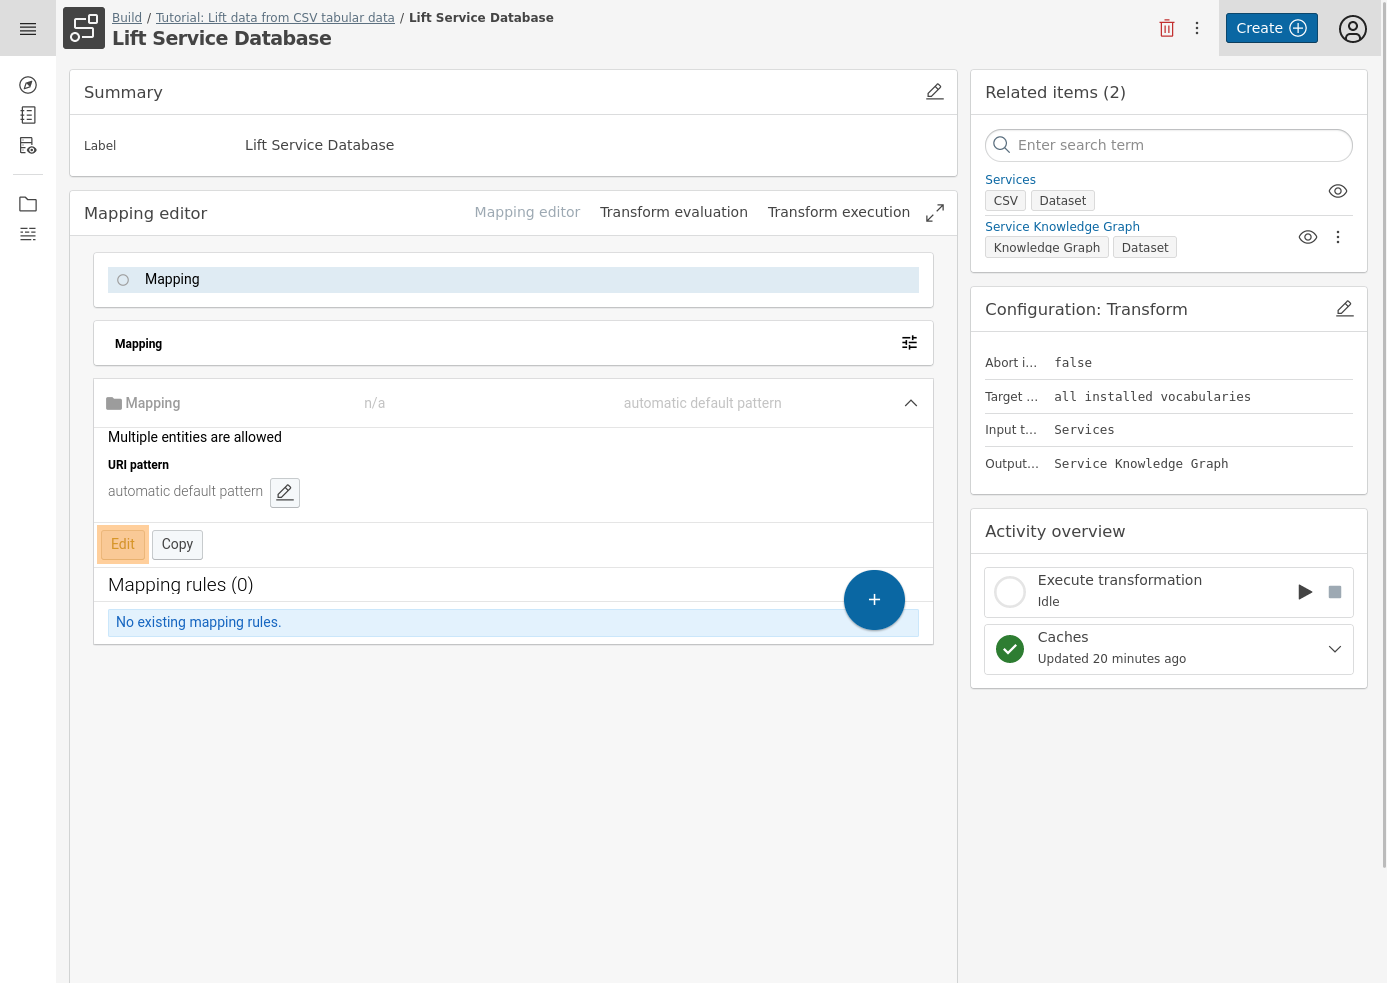 Build / Tutorial: Lift data from CSV tabular data / Lift Service Database
Lift Service Database
Create
Summary
Label Lift Service Database
Mapping editor Mapping editor Transform evaluation Transform execution
Mapping
Mapping
Mapping n/a automatic default pattern
Multiple entities are allowed
URI pattern
automatic default pattern
Edit Copy
Mapping rules (0)
+
No existing mapping rules.
Related items (2)
Enter search term
Services
CSV Dataset
Service Knowledge Graph
Knowledge Graph Dataset
Configuration: Transform
Abort i... false
Target ... all installed vocabularies
Input t... Services
Output... Service Knowledge Graph
Activity overview
Execute transformation
Idle
Caches
Updated 20 minutes ago